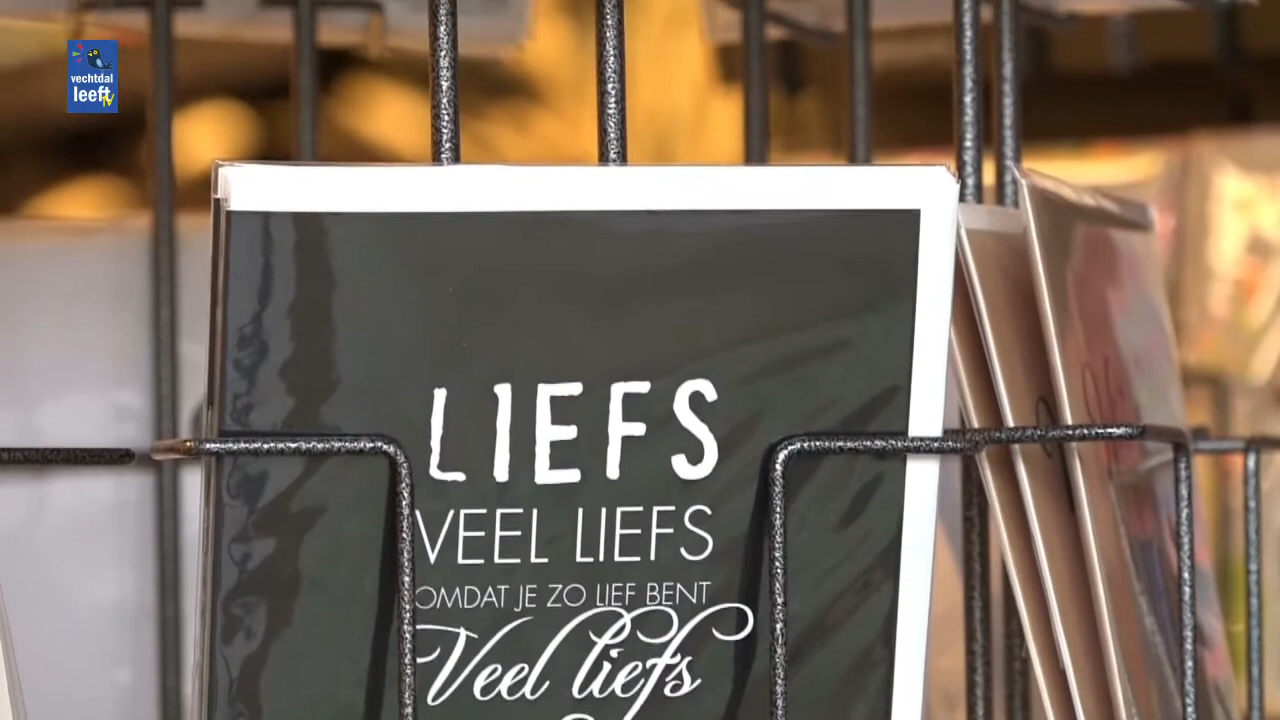 vechtdal
leeft
TV
LIEFS
VEEL LIEFS
OMDAT JE ZO LIEF BENT
Veel liefs